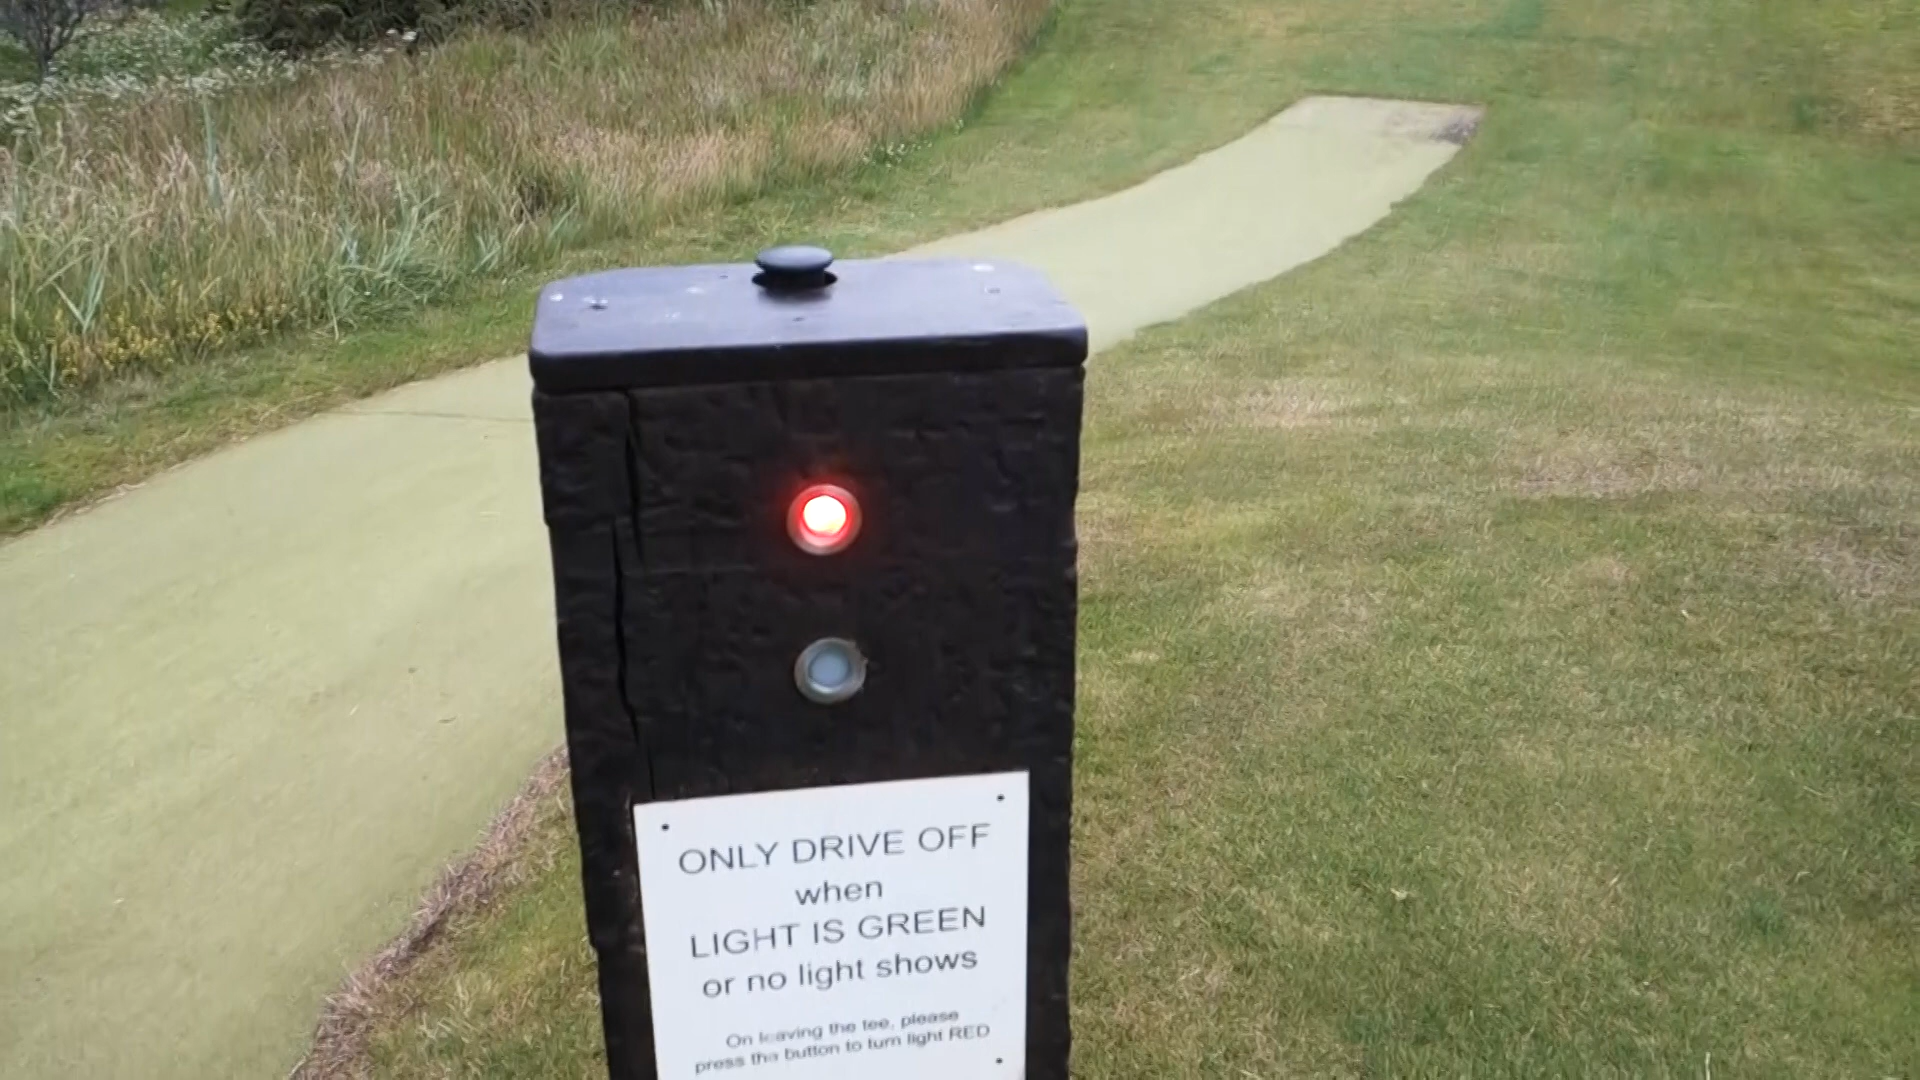 ONLY DRIVE OFF
when
LIGHT IS GREEN
or no light shows
On leaving the tee, please
press the button to turn light RED